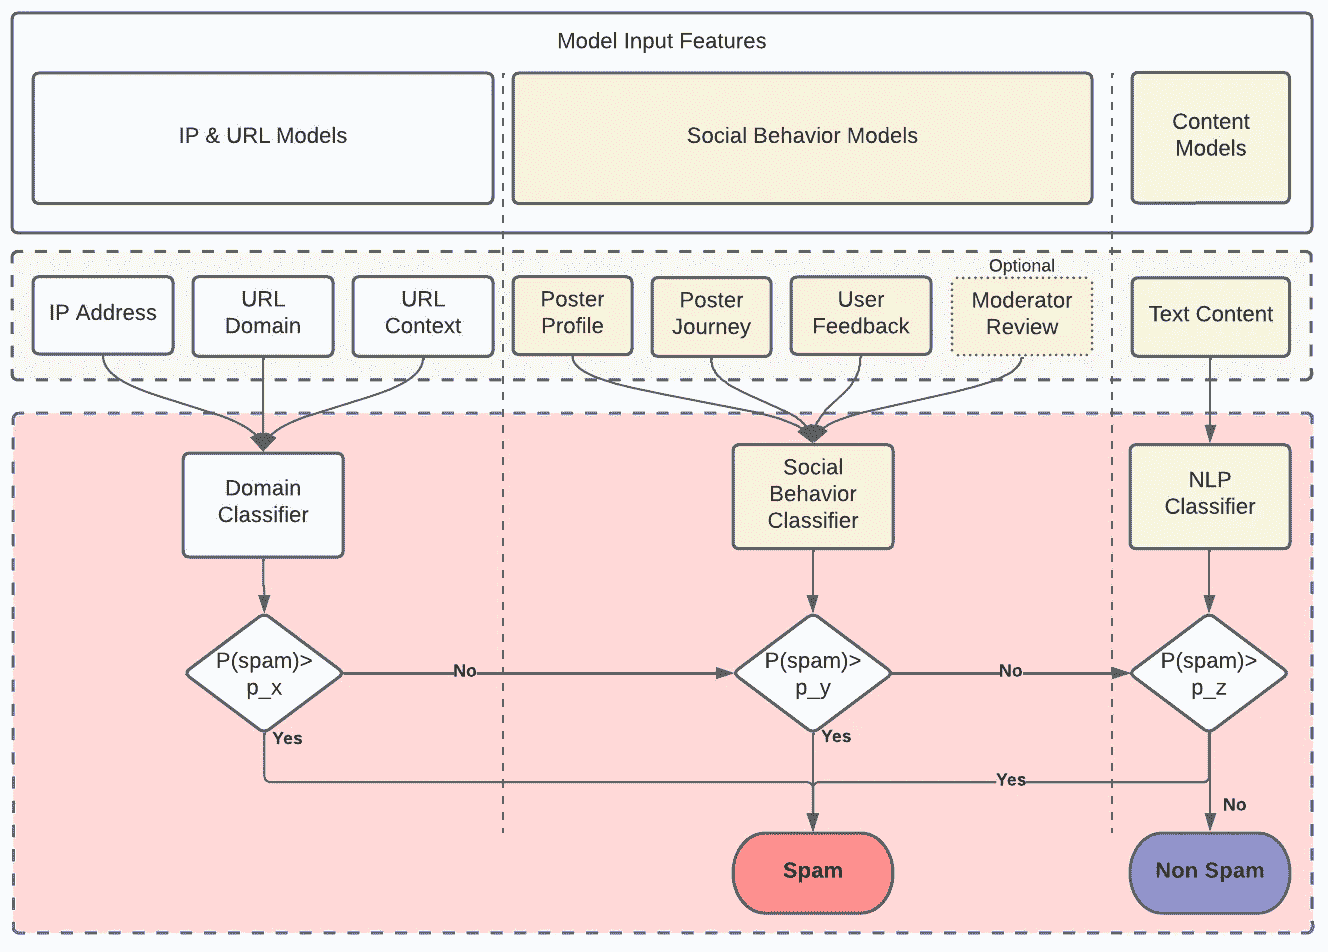 Model Input Features
IP & URL Models
Social Behavior Models
Content
Models
Optional
IP Address
URL
Domain
URL
Context
Poster
Profile
Poster
Journey
User
Feedback
Moderator
Review
Text Content
Domain
Classifier
Social
Behavior
Classifier
NLP
Classifier
P(spam)>
p_x
No
P(spam)>
p_y
No
P(spam)>
p_z
Yes
Yes
Yes
No
Spam
Non Spam